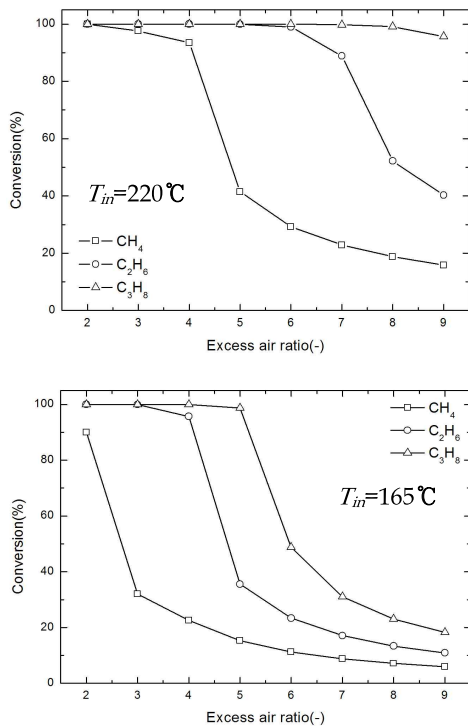 100
80
60
40
20
0
Conversion(%)
T_in=220℃
CH₄
C₂H₆
C₃H₈
2 3 4 5 6 7 8 9
Excess air ratio(-)
100
80
60
40
20
0
Conversion(%)
CH₄
C₂H₆
C₃H₈
T_in=165℃
2 3 4 5 6 7 8 9
Excess air ratio(-)